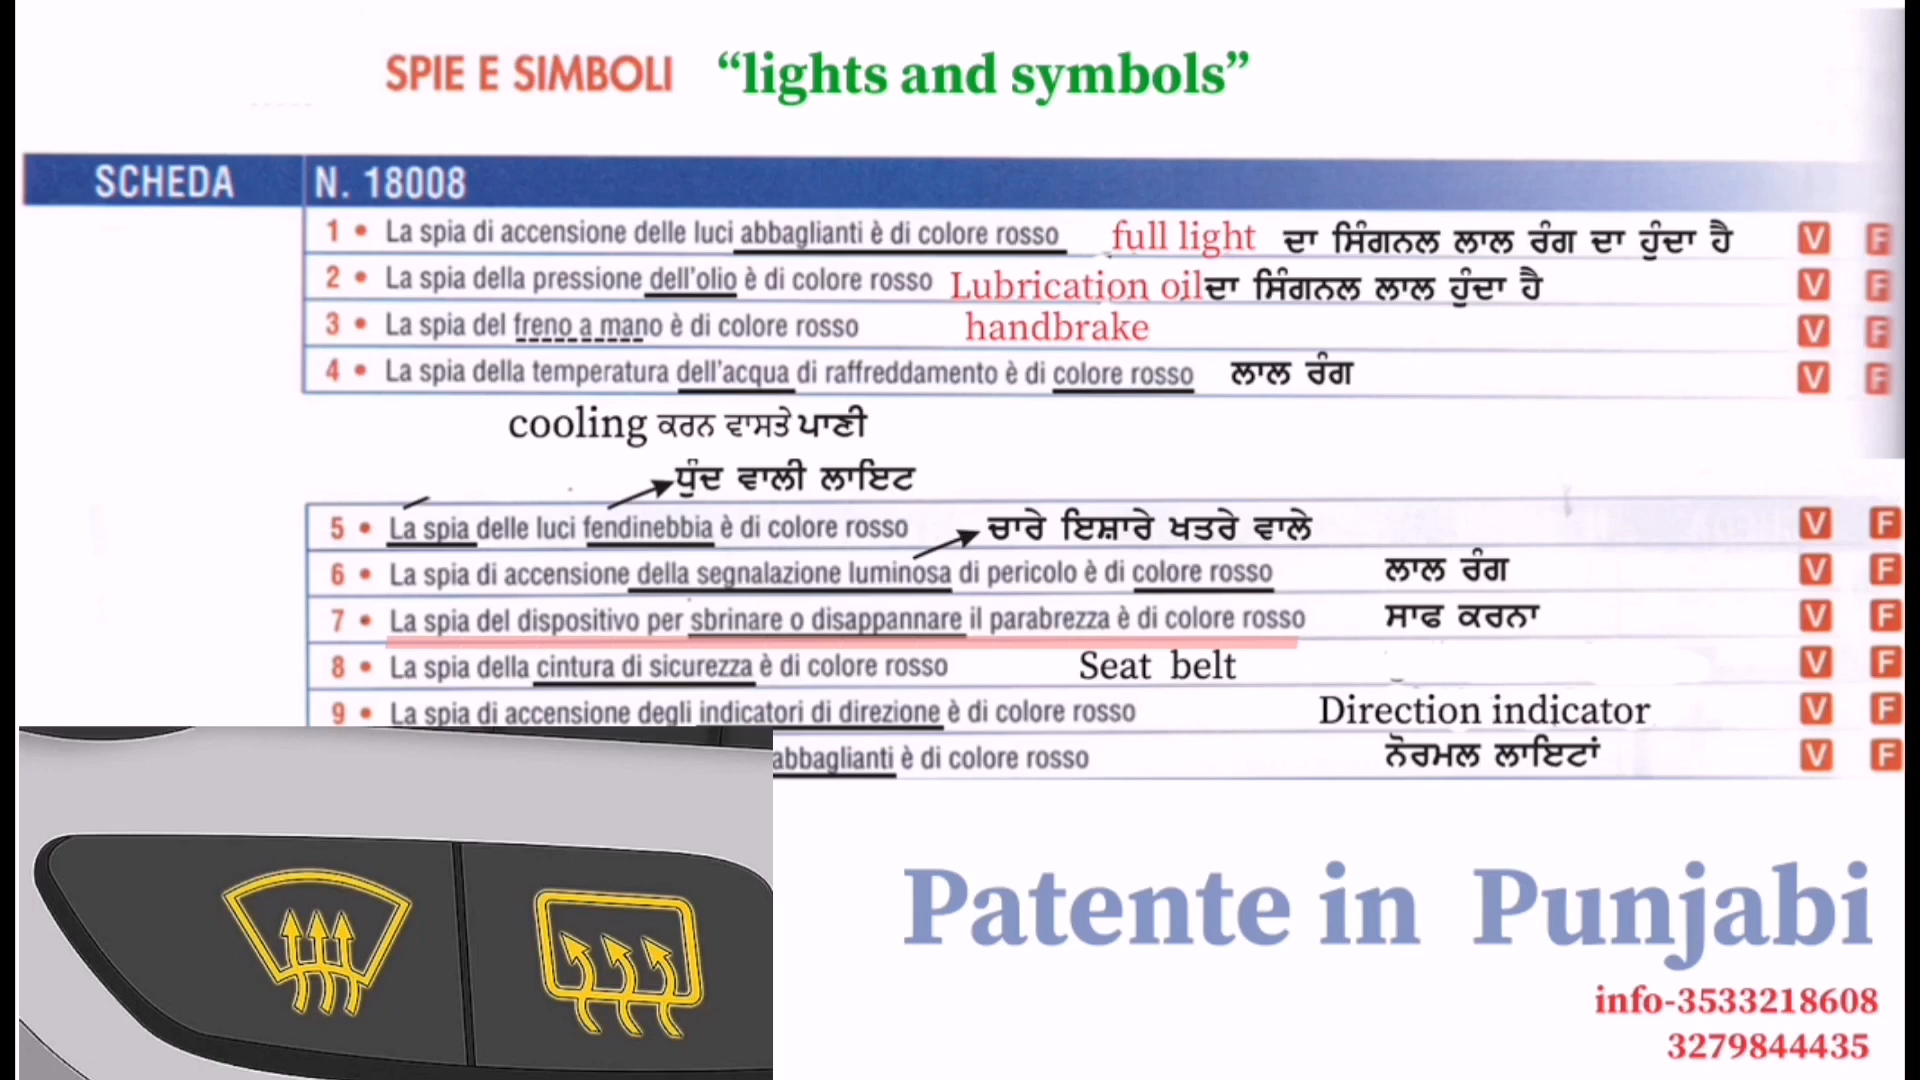 SPIE E SIMBOLI “lights and symbols”
SCHEDA N. 18008
1 • La spia di accensione delle luci abbaglianti è di colore rosso full light ਦਾ ਸਿੰਗਨਲ ਲਾਲ ਰੰਗ ਦਾ ਹੁੰਦਾ ਹੈ V F
2 • La spia della pressione dell'olio è di colore rosso Lubrication oil ਦਾ ਸਿੰਗਨਲ ਲਾਲ ਹੁੰਦਾ ਹੈ V F
3 • La spia del freno a mano è di colore rosso handbrake V F
4 • La spia della temperatura dell'acqua di raffreddamento è di colore rosso ਲਾਲ ਰੰਗ V F
cooling ਕਰਨ ਵਾਸਤੇ ਪਾਣੀ
ਧੁੰਦ ਵਾਲੀ ਲਾਇਟ
5 • La spia delle luci fendinebbia è di colore rosso ਚਾਰੇ ਇਸ਼ਾਰੇ ਖਤਰੇ ਵਾਲੇ V F
6 • La spia di accensione della segnalazione luminosa di pericolo è di colore rosso ਲਾਲ ਰੰਗ V F
7 • La spia del dispositivo per sbrinare o disappannare il parabrezza è di colore rosso ਸਾਫ ਕਰਨਾ V F
8 • La spia della cintura di sicurezza è di colore rosso Seat belt V F
9 • La spia di accensione degli indicatori di direzione è di colore rosso Direction indicator V F
abbaglianti è di colore rosso ਨੋਰਮਲ ਲਾਇਟਾਂ V F
Patente in Punjabi
info-3533218608
3279844435